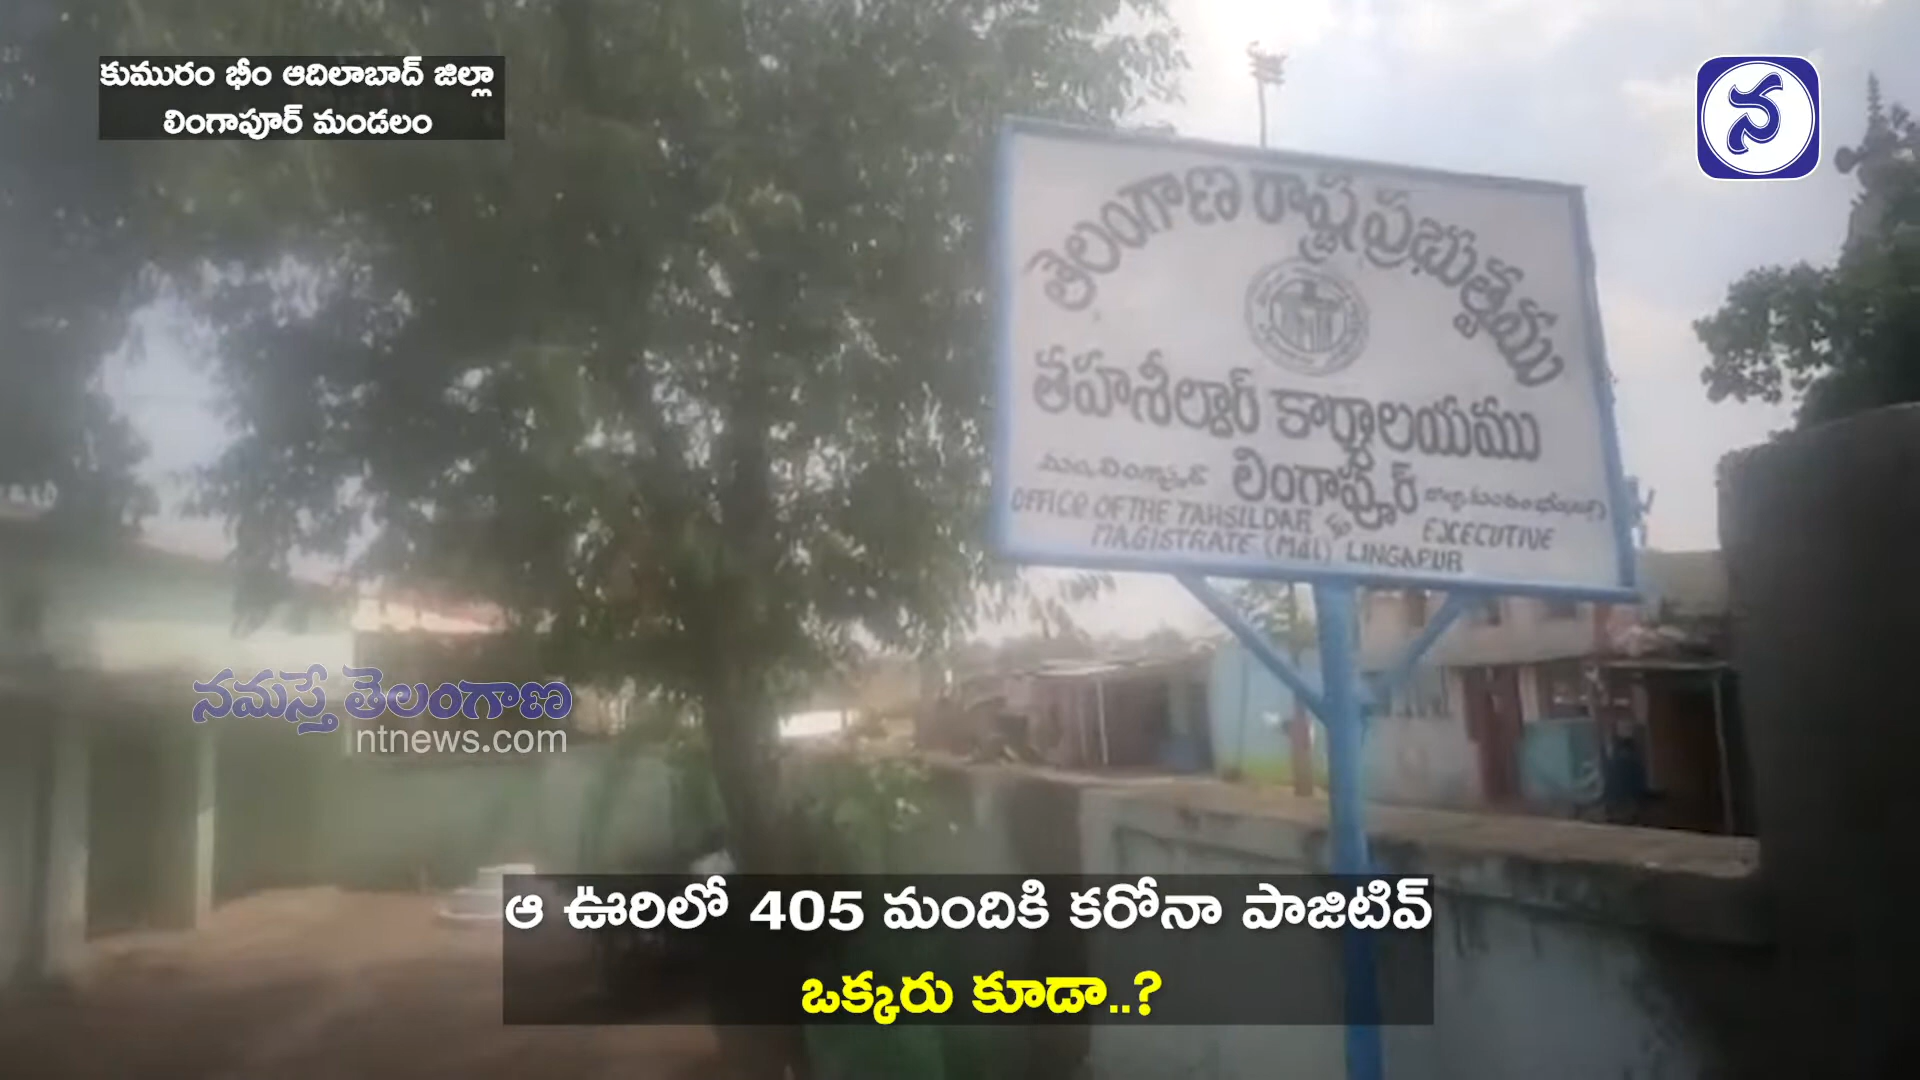 కుమురం భీం ఆదిలాబాద్ జిల్లా
లింగాపూర్ మండలం
న
తెలంగాణ రాష్ట్ర ప్రభుత్వము
తహశీల్దార్ కార్యాలయము
లింగాపూర్
OFFICE OF THE TAHSILDAR & EXECUTIVE
MAGISTRATE (Mdl) LINGAPUR
నమస్తే తెలంగాణ
ntnews.com
ఆ ఊరిలో 405 మందికి కరోనా పాజిటివ్
ఒక్కరు కూడా..?